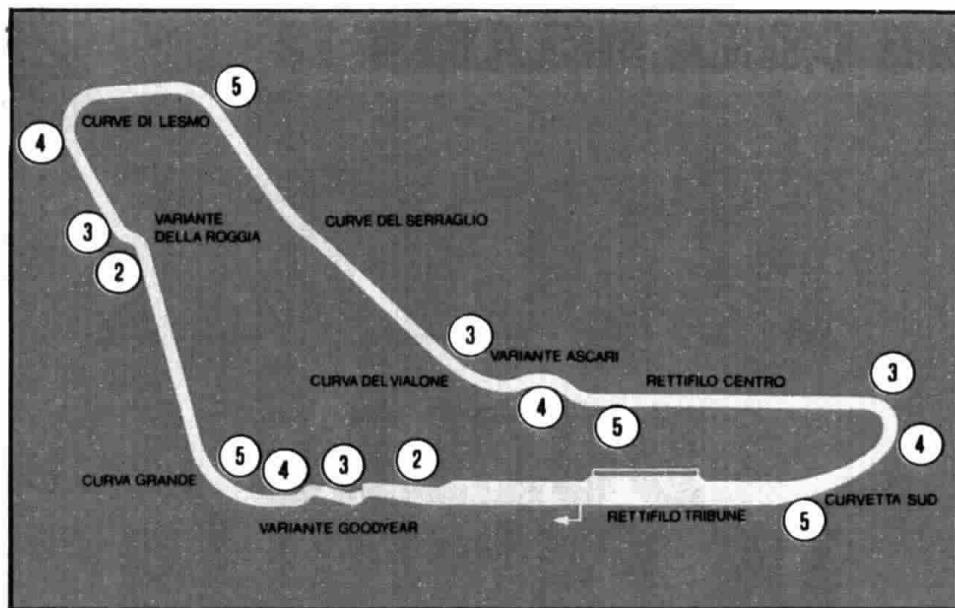 5
CURVE DI LESMO
4
3
VARIANTE
DELLA ROGGIA
CURVE DEL SERRAGLIO
2
3
VARIANTE ASCARI
CURVA DEL VIALONE
RETTIFILO CENTRO
3
4
5
4
CURVA GRANDE
5
4
3
2
VARIANTE GOODYEAR
RETTIFILO TRIBUNE
5
CURVETTA SUD